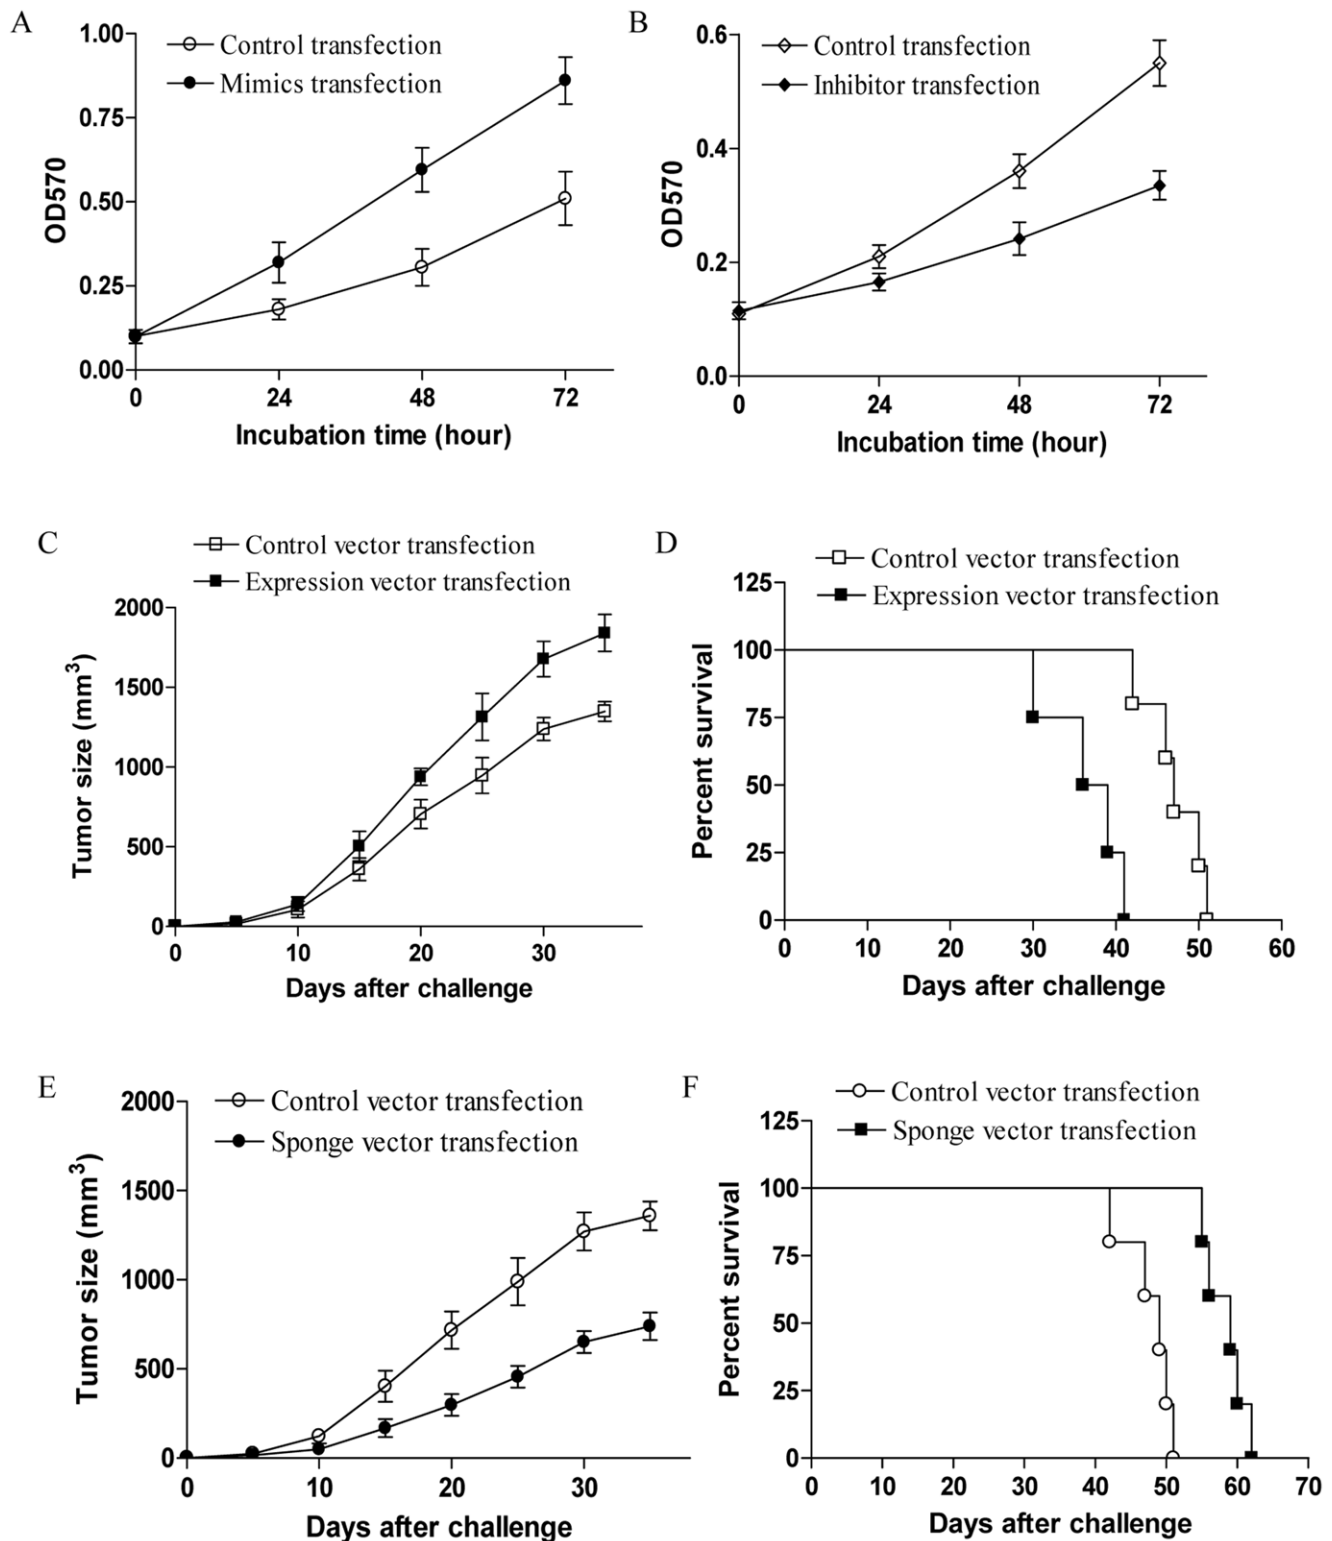 A
Control transfection
Mimics transfection
1.00
0.75
0.50
0.25
0.00
OD570
0 24 48 72
Incubation time (hour)
B
Control transfection
Inhibitor transfection
0.6
0.4
0.2
0.0
OD570
0 24 48 72
Incubation time (hour)
C
Control vector transfection
Expression vector transfection
2000
1500
1000
500
0
Tumor size (mm³)
0 10 20 30
Days after challenge
D
Control vector transfection
Expression vector transfection
125
100
75
50
25
0
Percent survival
0 10 20 30 40 50 60
Days after challenge
E
Control vector transfection
Sponge vector transfection
2000
1500
1000
500
0
Tumor size (mm³)
0 10 20 30
Days after challenge
F
Control vector transfection
Sponge vector transfection
125
100
75
50
25
0
Percent survival
0 10 20 30 40 50 60 70
Days after challenge